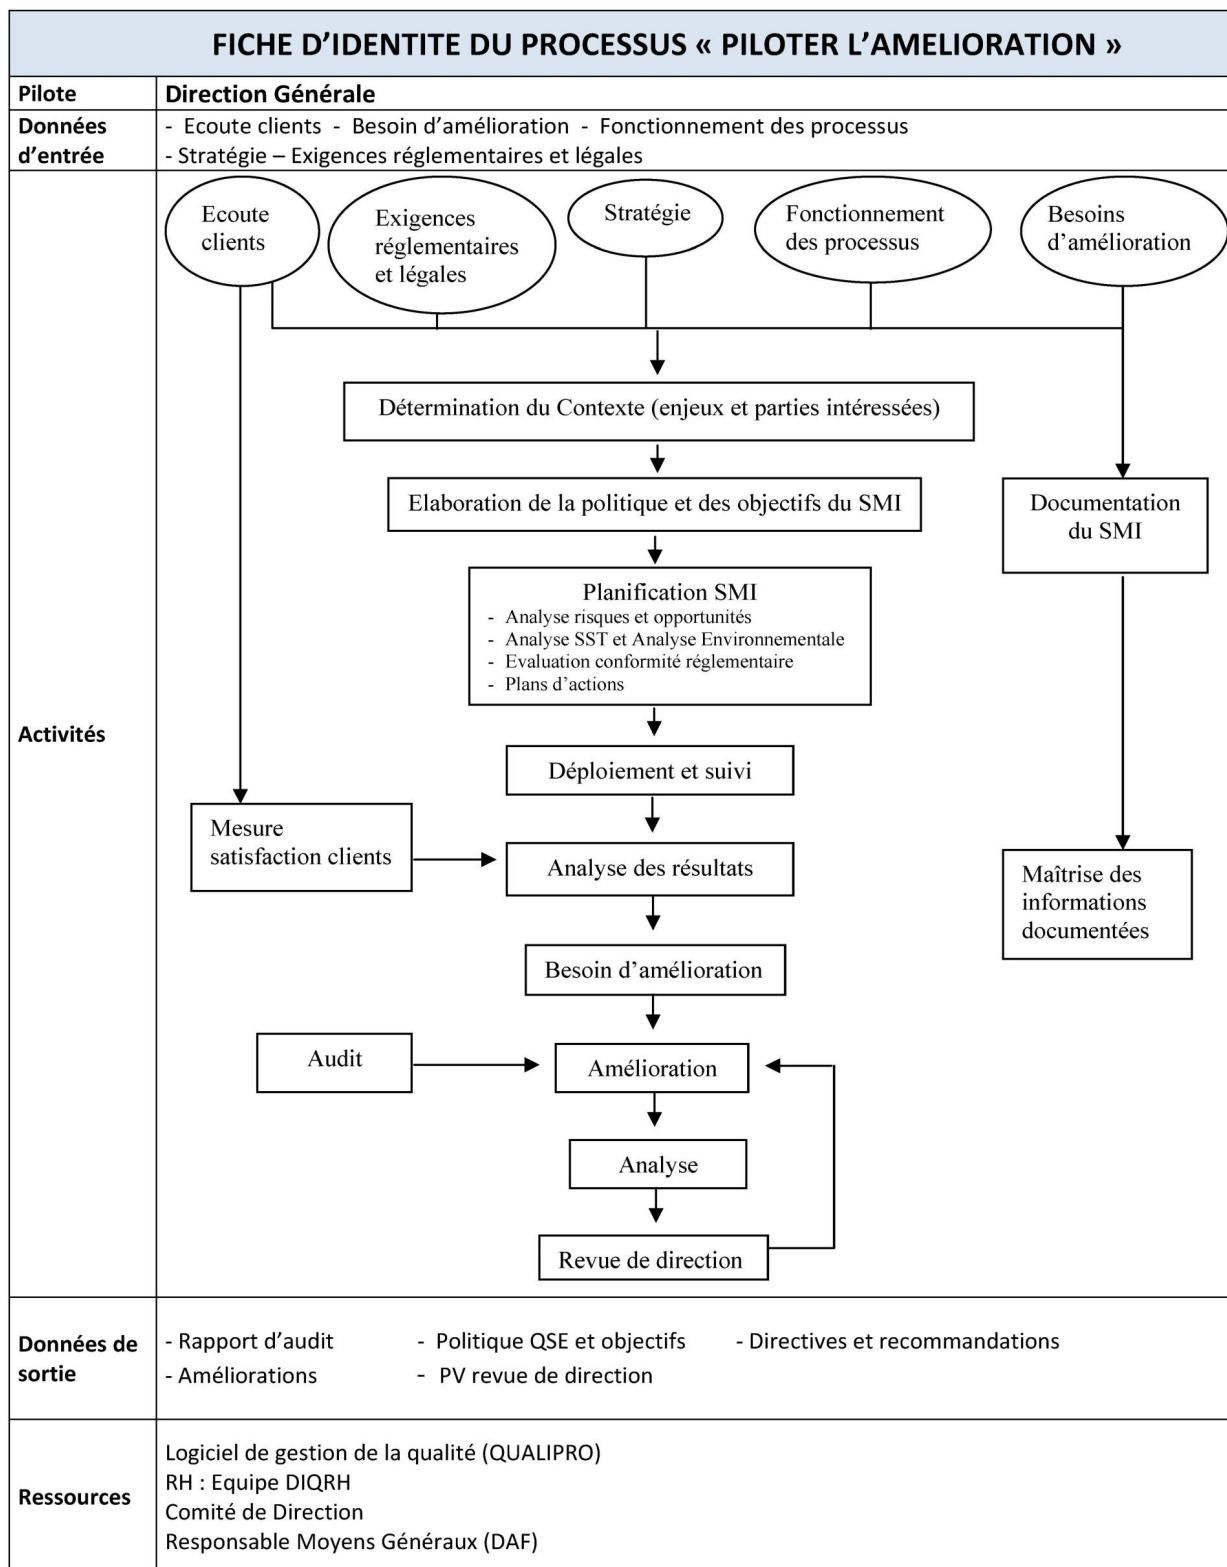 FICHE D'IDENTITE DU PROCESSUS « PILOTER L'AMELIORATION »
Pilote
Direction Générale
Données
d'entrée
- Ecoute clients - Besoin d'amélioration - Fonctionnement des processus
- Stratégie – Exigences réglementaires et légales
Activités
Ecoute
clients
Exigences
réglementaires
et légales
Stratégie
Fonctionnement
des processus
Besoins
d'amélioration
Détermination du Contexte (enjeux et parties intéressées)
Elaboration de la politique et des objectifs du SMI
Documentation
du SMI
Planification SMI
- Analyse risques et opportunités
- Analyse SST et Analyse Environnementale
- Evaluation conformité réglementaire
- Plans d'actions
Déploiement et suivi
Mesure
satisfaction clients
Analyse des résultats
Maîtrise des
informations
documentées
Besoin d'amélioration
Audit
Amélioration
Analyse
Revue de direction
Données de
sortie
- Rapport d'audit - Politique QSE et objectifs - Directives et recommandations
- Améliorations - PV revue de direction
Ressources
Logiciel de gestion de la qualité (QUALIPRO)
RH : Equipe DIQRH
Comité de Direction
Responsable Moyens Généraux (DAF)